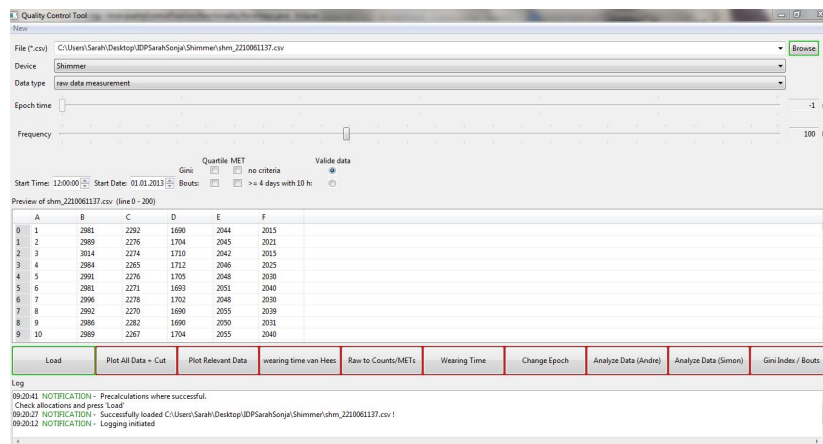 Quality Control Tool
New
File (*.csv) C:\Users\Sarah\Desktop\IDPSarahSonja\Shimmer\shm_2210061137.csv Browse
Device Shimmer
Data type raw data measurement
Epoch time -1
Frequency 100
Quartile MET Valide data
Gini: no criteria
Start Time: 12:00:00 Start Date: 01.01.2013 Bouts: >= 4 days with 10 h:
Preview of shm_2210061137.csv (line 0 - 200)
A B C D E F
0 1 2981 2292 1690 2044 2015
1 2 2989 2276 1704 2045 2021
2 3 3014 2274 1710 2042 2015
3 4 2984 2265 1712 2046 2025
4 5 2991 2276 1705 2048 2030
5 6 2981 2271 1693 2051 2040
6 7 2996 2278 1702 2048 2030
7 8 2992 2270 1690 2055 2039
8 9 2986 2282 1690 2050 2031
9 10 2989 2267 1704 2055 2040
Load Plot All Data + Cut Plot Relevant Data wearing time van Hees Raw to Counts/METs Wearing Time Change Epoch Analyze Data (Andre) Analyze Data (Simon) Gini Index / Bouts
Log
09:20:41 NOTIFICATION - Precalculations where successful.
Check allocations and press 'Load'
09:20:27 NOTIFICATION - Successfully loaded C:\Users\Sarah\Desktop\IDPSarahSonja\Shimmer\shm_2210061137.csv !
09:20:12 NOTIFICATION - Logging initiated